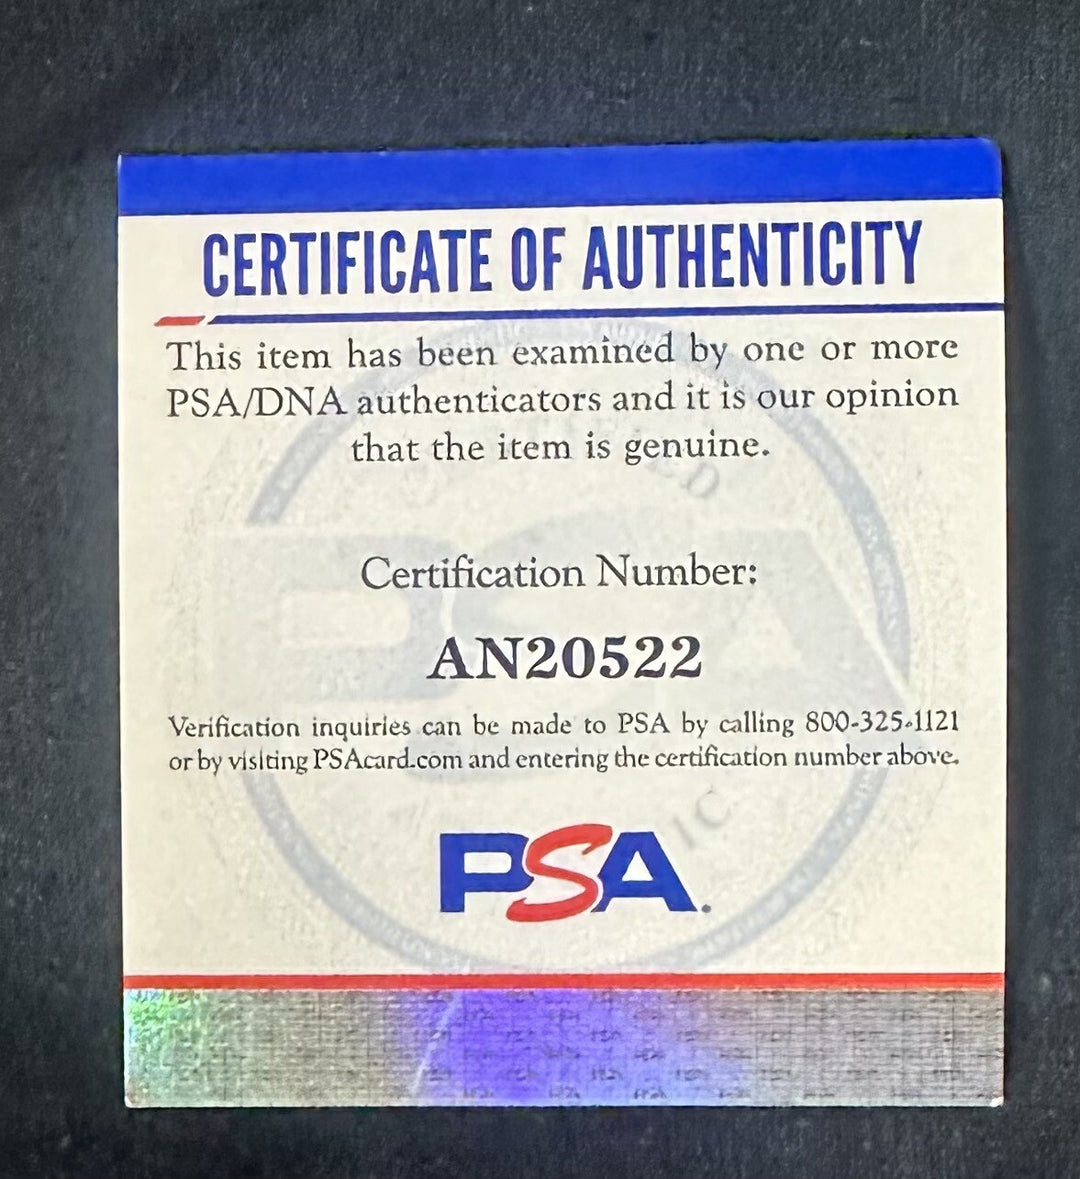 CERTIFICATE OF AUTHENTICITY
This item has been examined by one or more
PSA/DNA authenticators and it is our opinion
that the item is genuine.
Certification Number:
AN20522
Verification inquiries can be made to PSA by calling 800-325-1121
or by visiting PSAcard.com and entering the certification number above.
PSA